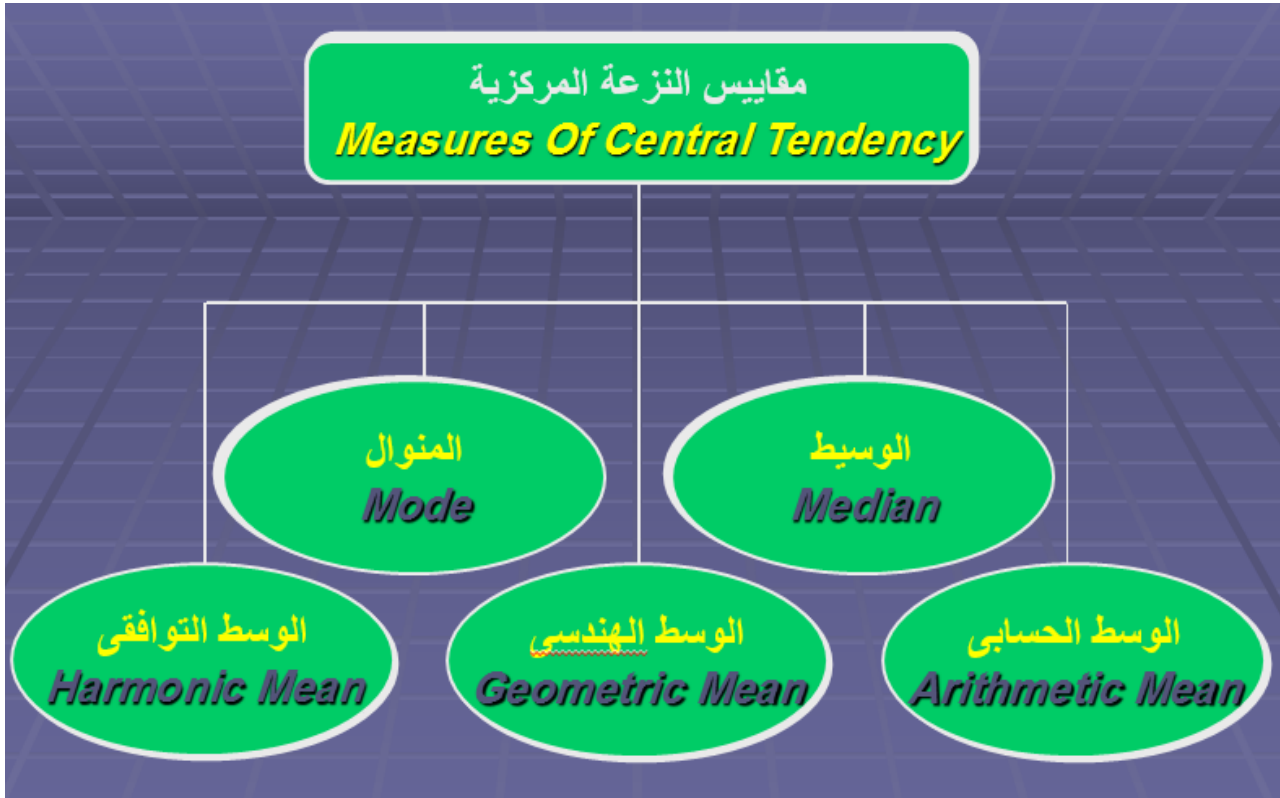 مقاييس النزعة المركزية
Measures Of Central Tendency
المنوال
Mode
الوسيط
Median
الوسط التوافقى
Harmonic Mean
الوسط الهندسي
Geometric Mean
الوسط الحسابى
Arithmetic Mean